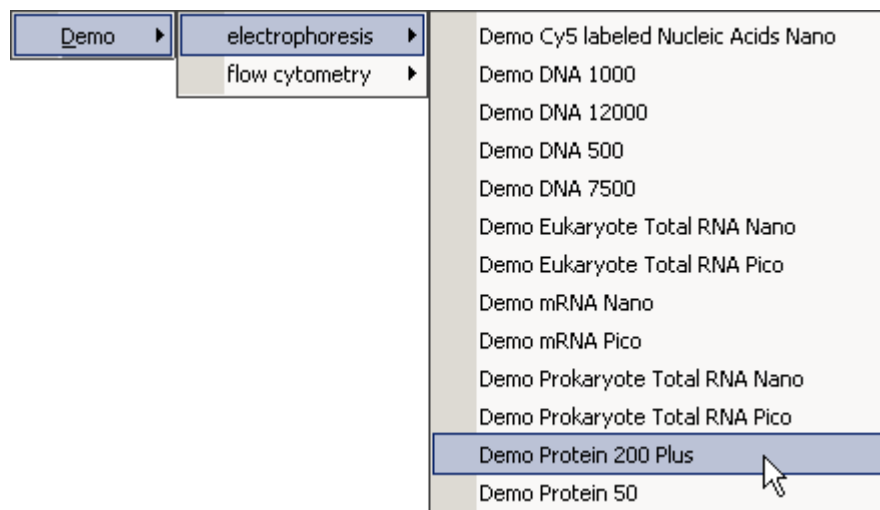 Demo
electrophoresis
flow cytometry
Demo Cy5 labeled Nucleic Acids Nano
Demo DNA 1000
Demo DNA 12000
Demo DNA 500
Demo DNA 7500
Demo Eukaryote Total RNA Nano
Demo Eukaryote Total RNA Pico
Demo mRNA Nano
Demo mRNA Pico
Demo Prokaryote Total RNA Nano
Demo Prokaryote Total RNA Pico
Demo Protein 200 Plus
Demo Protein 50